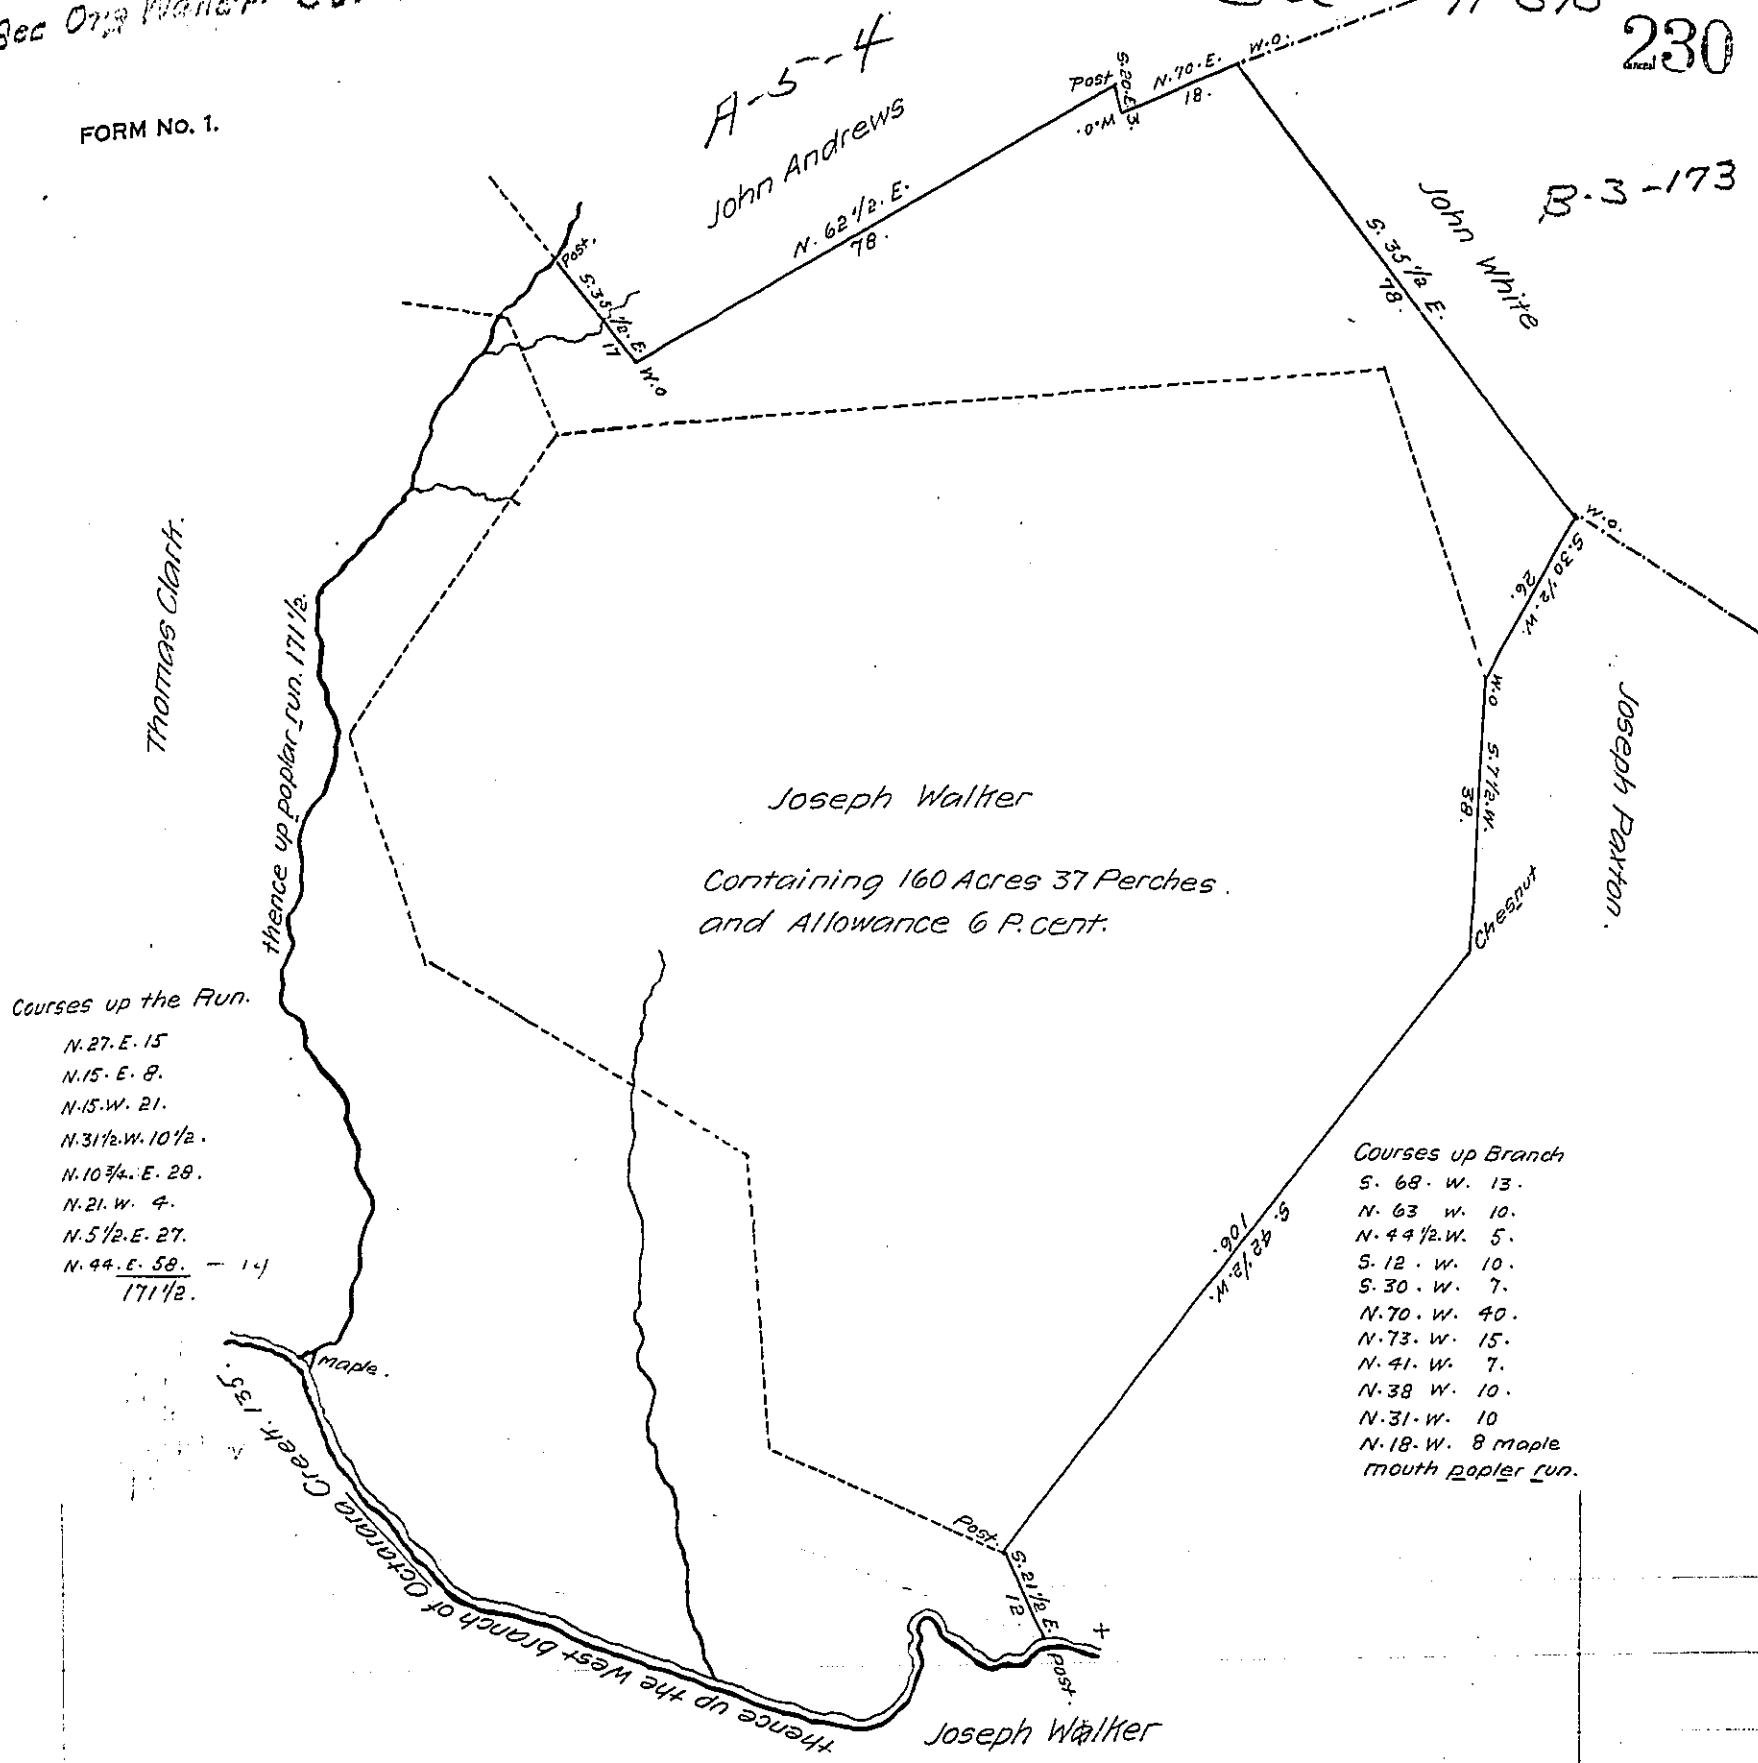 230
FORM No. 1.
A-5-4
John Andrews
B-3-173
John White
Post.
S. 35 1/2. E.
17
W.O
N. 62 1/2. E.
78.
Post
S. 20. E. 3.
W.O.
N. 70. E.
18.
W.O.
S. 35 1/2 E.
78.
W.O.
S. 30 1/2. W.
26.
W.O
S. 7 1/2. W.
38.
Chesnut
Joseph Paxton.
Thomas Clark.
thence up poplar run. 171 1/2.
Joseph Walker
Containing 160 Acres 37 Perches.
and Allowance 6 P. cent.
Courses up the Run.
N. 27. E. 15
N. 15. E. 8.
N. 15. W. 21.
N. 31 1/2. W. 10 1/2.
N. 10 3/4. E. 28.
N. 21. W. 4.
N. 5 1/2. E. 27.
N. 44. E. 58.
171 1/2.
S. 42 1/2. W.
106.
Courses up Branch
S. 68. W. 13.
N. 63 W. 10.
N. 44 1/2. W. 5.
S. 12. W. 10.
S. 30. W. 7.
N. 70. W. 40.
N. 73. W. 15.
N. 41. W. 7.
N. 38 W. 10.
N. 31. W. 10
N. 18. W. 8 maple
mouth popler run.
maple.
Post.
S. 21 1/2 E.
12.
Post.
thence up the West branch of Octarara Creek. 135.
Joseph Walker